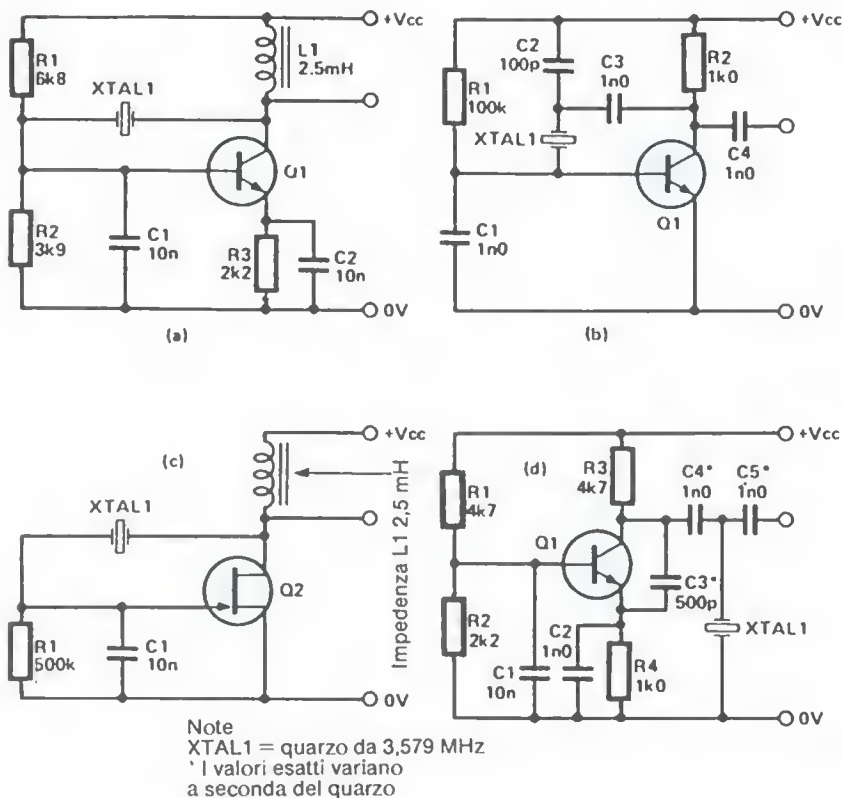 +Vcc
R1
6k8
XTAL1
L1
2.5mH
Q1
R2
3k9
C1
10n
R3
2k2
C2
10n
0V
(a)
+Vcc
C2
100p
C3
1n0
R2
1k0
R1
100k
XTAL1
C4
1n0
Q1
C1
1n0
0V
(b)
+Vcc
(c)
XTAL1
Q2
R1
500k
C1
10n
Impedenza L1 2,5 mH
0V
+Vcc
(d)
R3
4k7
C4*
1n0
C5*
1n0
R1
4k7
Q1
C3*
500p
R2
2k2
C2
1n0
C1
10n
R4
1k0
XTAL1
0V
Note
XTAL1 = quarzo da 3,579 MHz
* I valori esatti variano
a seconda del quarzo